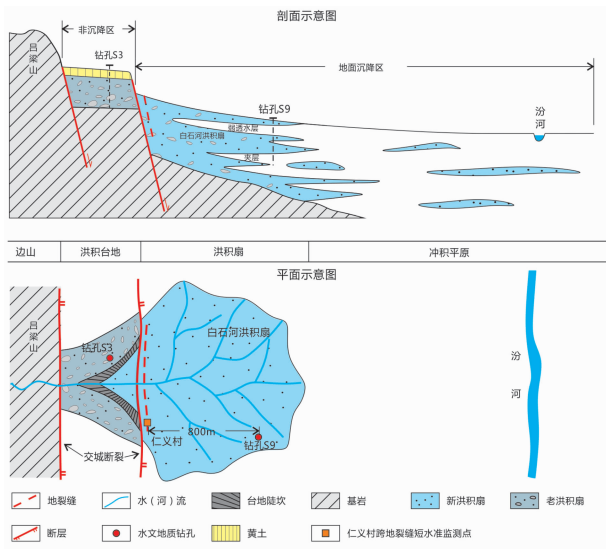 剖面示意图
非沉降区
吕梁山
钻孔S3
地面沉降区
钻孔S9
汾河
弱透水层
白石河洪积扇
夹层
边山 洪积台地 洪积扇 冲积平原
平面示意图
吕梁山
白石河洪积扇
钻孔S3
汾河
800m
仁义村
钻孔S9
交城断裂
地裂缝 水（河）流 台地陡坎 基岩 新洪积扇 老洪积扇
断层 水文地质钻孔 黄土 仁义村跨地裂缝短水准监测点